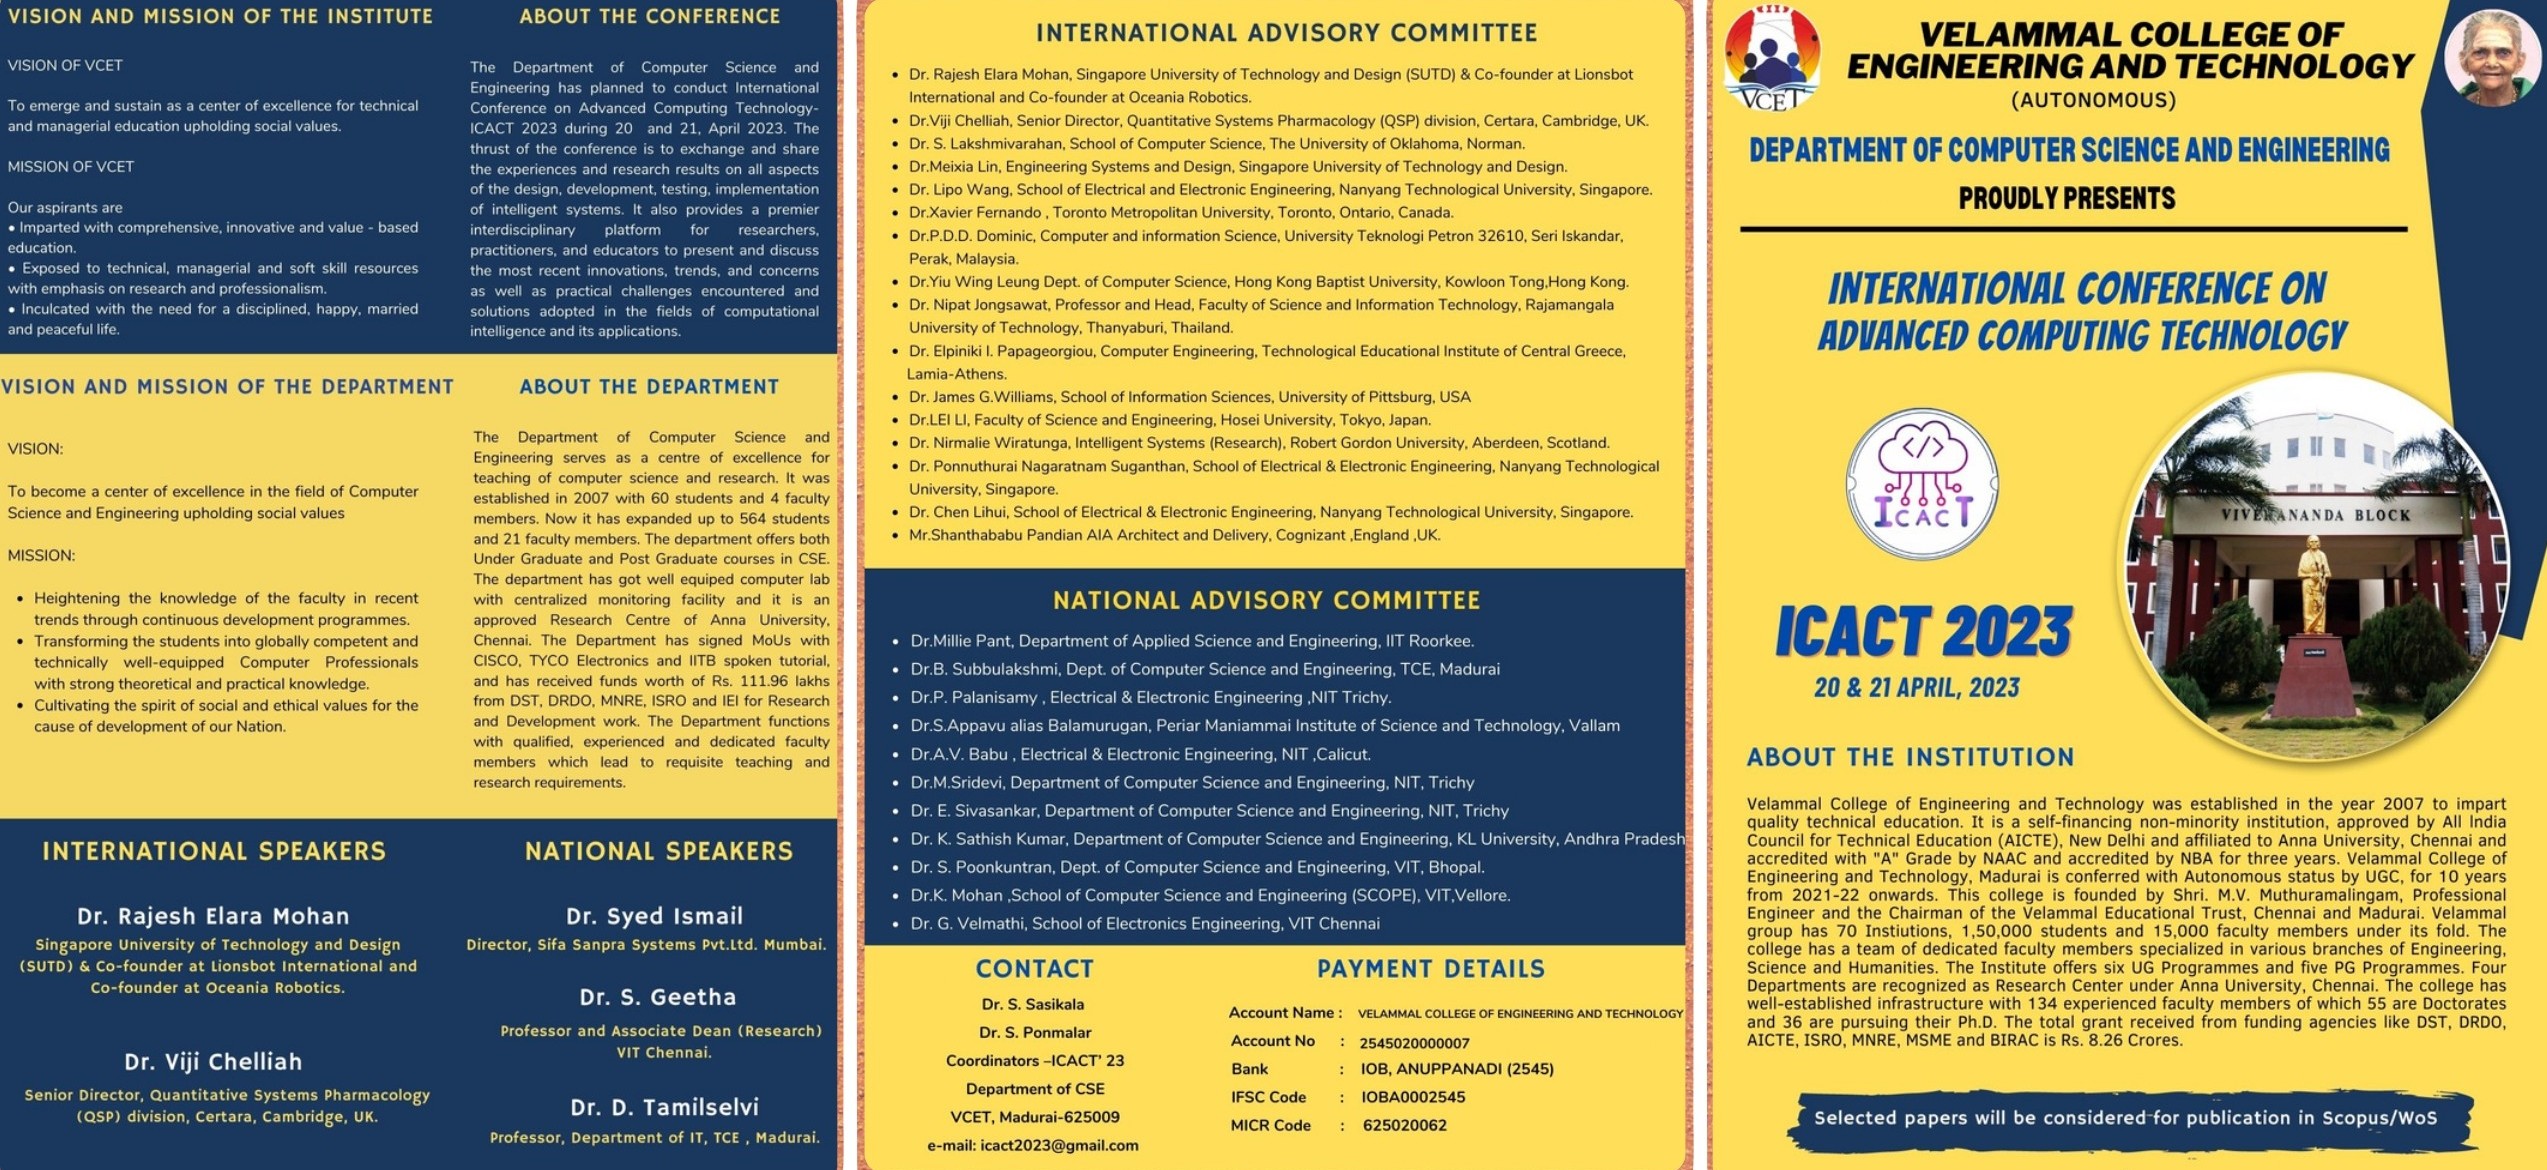 VISION AND MISSION OF THE INSTITUTE
VISION OF VCET
To emerge and sustain as a center of excellence for technical
and managerial education upholding social values.
MISSION OF VCET
Our aspirants are
• Imparted with comprehensive, innovative and value - based
education.
• Exposed to technical, managerial and soft skill resources
with emphasis on research and professionalism.
• Inculcated with the need for a disciplined, happy, married
and peaceful life.
ABOUT THE CONFERENCE
The Department of Computer Science and
Engineering has planned to conduct International
Conference on Advanced Computing Technology-
ICACT 2023 during 20 and 21, April 2023. The
thrust of the conference is to exchange and share
the experiences and research results on all aspects
of the design, development, testing, implementation
of intelligent systems. It also provides a premier
interdisciplinary platform for researchers,
practitioners, and educators to present and discuss
the most recent innovations, trends, and concerns
as well as practical challenges encountered and
solutions adopted in the fields of computational
intelligence and its applications.
VISION AND MISSION OF THE DEPARTMENT
VISION:
To become a center of excellence in the field of Computer
Science and Engineering upholding social values
MISSION:
• Heightening the knowledge of the faculty in recent
trends through continuous development programmes.
• Transforming the students into globally competent and
technically well-equipped Computer Professionals
with strong theoretical and practical knowledge.
• Cultivating the spirit of social and ethical values for the
cause of development of our Nation.
ABOUT THE DEPARTMENT
The Department of Computer Science and
Engineering serves as a centre of excellence for
teaching of computer science and research. It was
established in 2007 with 60 students and 4 faculty
members. Now it has expanded up to 564 students
and 21 faculty members. The department offers both
Under Graduate and Post Graduate courses in CSE.
The department has got well equiped computer lab
with centralized monitoring facility and it is an
approved Research Centre of Anna University,
Chennai. The Department has signed MoUs with
CISCO, TYCO Electronics and IITB spoken tutorial,
and has received funds worth of Rs. 111.96 lakhs
from DST, DRDO, MNRE, ISRO and IEI for Research
and Development work. The Department functions
with qualified, experienced and dedicated faculty
members which lead to requisite teaching and
research requirements.
INTERNATIONAL SPEAKERS
Dr. Rajesh Elara Mohan
Singapore University of Technology and Design
(SUTD) & Co-founder at Lionsbot International and
Co-founder at Oceania Robotics.
Dr. Viji Chelliah
Senior Director, Quantitative Systems Pharmacology
(QSP) division, Certara, Cambridge, UK.
NATIONAL SPEAKERS
Dr. Syed Ismail
Director, Sifa Sanpra Systems Pvt.Ltd. Mumbai.
Dr. S. Geetha
Professor and Associate Dean (Research)
VIT Chennai.
Dr. D. Tamilselvi
Professor, Department of IT, TCE , Madurai.
INTERNATIONAL ADVISORY COMMITTEE
• Dr. Rajesh Elara Mohan, Singapore University of Technology and Design (SUTD) & Co-founder at Lionsbot
International and Co-founder at Oceania Robotics.
• Dr.Viji Chelliah, Senior Director, Quantitative Systems Pharmacology (QSP) division, Certara, Cambridge, UK.
• Dr. S. Lakshmivarahan, School of Computer Science, The University of Oklahoma, Norman.
• Dr.Meixia Lin, Engineering Systems and Design, Singapore University of Technology and Design.
• Dr. Lipo Wang, School of Electrical and Electronic Engineering, Nanyang Technological University, Singapore.
• Dr.Xavier Fernando , Toronto Metropolitan University, Toronto, Ontario, Canada.
• Dr.P.D.D. Dominic, Computer and information Science, University Teknologi Petron 32610, Seri Iskandar,
Perak, Malaysia.
• Dr.Yiu Wing Leung Dept. of Computer Science, Hong Kong Baptist University, Kowloon Tong,Hong Kong.
• Dr. Nipat Jongsawat, Professor and Head, Faculty of Science and Information Technology, Rajamangala
University of Technology, Thanyaburi, Thailand.
• Dr. Elpiniki I. Papageorgiou, Computer Engineering, Technological Educational Institute of Central Greece,
Lamia-Athens.
• Dr. James G.Williams, School of Information Sciences, University of Pittsburg, USA
• Dr.LEI LI, Faculty of Science and Engineering, Hosei University, Tokyo, Japan.
• Dr. Nirmalie Wiratunga, Intelligent Systems (Research), Robert Gordon University, Aberdeen, Scotland.
• Dr. Ponnuthurai Nagaratnam Suganthan, School of Electrical & Electronic Engineering, Nanyang Technological
University, Singapore.
• Dr. Chen Lihui, School of Electrical & Electronic Engineering, Nanyang Technological University, Singapore.
• Mr.Shanthababu Pandian AIA Architect and Delivery, Cognizant ,England ,UK.
NATIONAL ADVISORY COMMITTEE
• Dr.Millie Pant, Department of Applied Science and Engineering, IIT Roorkee.
• Dr.B. Subbulakshmi, Dept. of Computer Science and Engineering, TCE, Madurai
• Dr.P. Palanisamy , Electrical & Electronic Engineering ,NIT Trichy.
• Dr.S.Appavu alias Balamurugan, Periar Maniammai Institute of Science and Technology, Vallam
• Dr.A.V. Babu , Electrical & Electronic Engineering, NIT ,Calicut.
• Dr.M.Sridevi, Department of Computer Science and Engineering, NIT, Trichy
• Dr. E. Sivasankar, Department of Computer Science and Engineering, NIT, Trichy
• Dr. K. Sathish Kumar, Department of Computer Science and Engineering, KL University, Andhra Pradesh
• Dr. S. Poonkuntran, Dept. of Computer Science and Engineering, VIT, Bhopal.
• Dr.K. Mohan ,School of Computer Science and Engineering (SCOPE), VIT,Vellore.
• Dr. G. Velmathi, School of Electronics Engineering, VIT Chennai
CONTACT
Dr. S. Sasikala
Dr. S. Ponmalar
Coordinators –ICACT' 23
Department of CSE
VCET, Madurai-625009
e-mail: icact2023@gmail.com
PAYMENT DETAILS
Account Name : VELAMMAL COLLEGE OF ENGINEERING AND TECHNOLOGY
Account No : 2545020000007
Bank : IOB, ANUPPANADI (2545)
IFSC Code : IOBA0002545
MICR Code : 625020062
VCET
VELAMMAL COLLEGE OF
ENGINEERING AND TECHNOLOGY
(AUTONOMOUS)
DEPARTMENT OF COMPUTER SCIENCE AND ENGINEERING
PROUDLY PRESENTS
INTERNATIONAL CONFERENCE ON
ADVANCED COMPUTING TECHNOLOGY
</>
ICACT
VIVEKANANDA BLOCK
ICACT 2023
20 & 21 APRIL, 2023
ABOUT THE INSTITUTION
Velammal College of Engineering and Technology was established in the year 2007 to impart
quality technical education. It is a self-financing non-minority institution, approved by All India
Council for Technical Education (AICTE), New Delhi and affiliated to Anna University, Chennai and
accredited with "A" Grade by NAAC and accredited by NBA for three years. Velammal College of
Engineering and Technology, Madurai is conferred with Autonomous status by UGC, for 10 years
from 2021-22 onwards. This college is founded by Shri. M.V. Muthuramalingam, Professional
Engineer and the Chairman of the Velammal Educational Trust, Chennai and Madurai. Velammal
group has 70 Instiutions, 1,50,000 students and 15,000 faculty members under its fold. The
college has a team of dedicated faculty members specialized in various branches of Engineering,
Science and Humanities. The Institute offers six UG Programmes and five PG Programmes. Four
Departments are recognized as Research Center under Anna University, Chennai. The college has
well-established infrastructure with 134 experienced faculty members of which 55 are Doctorates
and 36 are pursuing their Ph.D. The total grant received from funding agencies like DST, DRDO,
AICTE, ISRO, MNRE, MSME and BIRAC is Rs. 8.26 Crores.
Selected papers will be considered for publication in Scopus/WoS